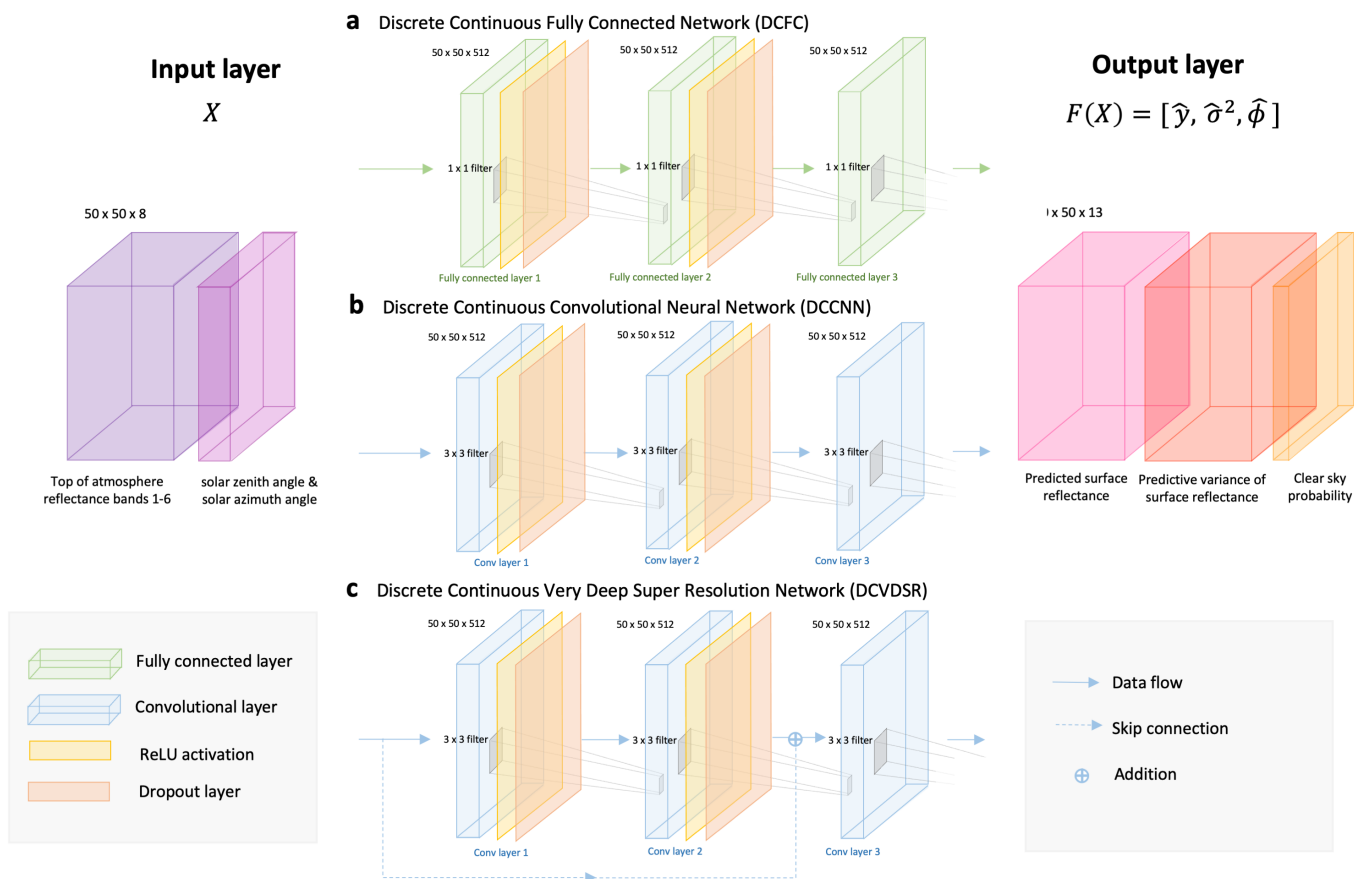 a Discrete Continuous Fully Connected Network (DCFC)
Input layer
X
50 x 50 x 8
Top of atmosphere
reflectance bands 1-6
solar zenith angle &
solar azimuth angle
50 x 50 x 512
50 x 50 x 512
50 x 50 x 512
1 x 1 filter
1 x 1 filter
1 x 1 filter
Fully connected layer 1
Fully connected layer 2
Fully connected layer 3
b Discrete Continuous Convolutional Neural Network (DCCNN)
50 x 50 x 512
50 x 50 x 512
50 x 50 x 512
3 x 3 filter
3 x 3 filter
3 x 3 filter
Conv layer 1
Conv layer 2
Conv layer 3
c Discrete Continuous Very Deep Super Resolution Network (DCVDSR)
50 x 50 x 512
50 x 50 x 512
50 x 50 x 512
3 x 3 filter
3 x 3 filter
3 x 3 filter
Conv layer 1
Conv layer 2
Conv layer 3
Output layer
F(X) = [ŷ, σ̂², ϕ̂ ]
x 50 x 13
Predicted surface
reflectance
Predictive variance of
surface reflectance
Clear sky
probability
Fully connected layer
Convolutional layer
ReLU activation
Dropout layer
Data flow
Skip connection
Addition